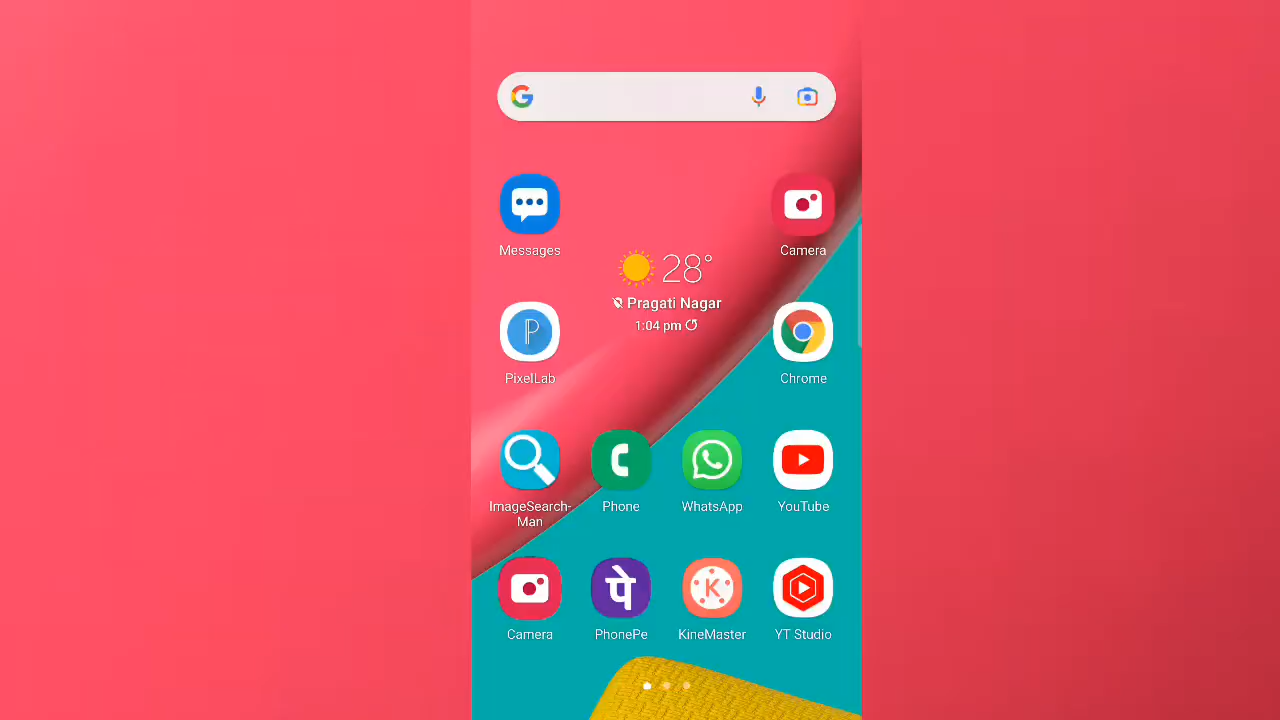 Messages
Camera
28°
Pragati Nagar
1:04 pm
PixelLab
Chrome
ImageSearch-
Man
Phone
WhatsApp
YouTube
पे
K
Camera
PhonePe
KineMaster
YT Studio